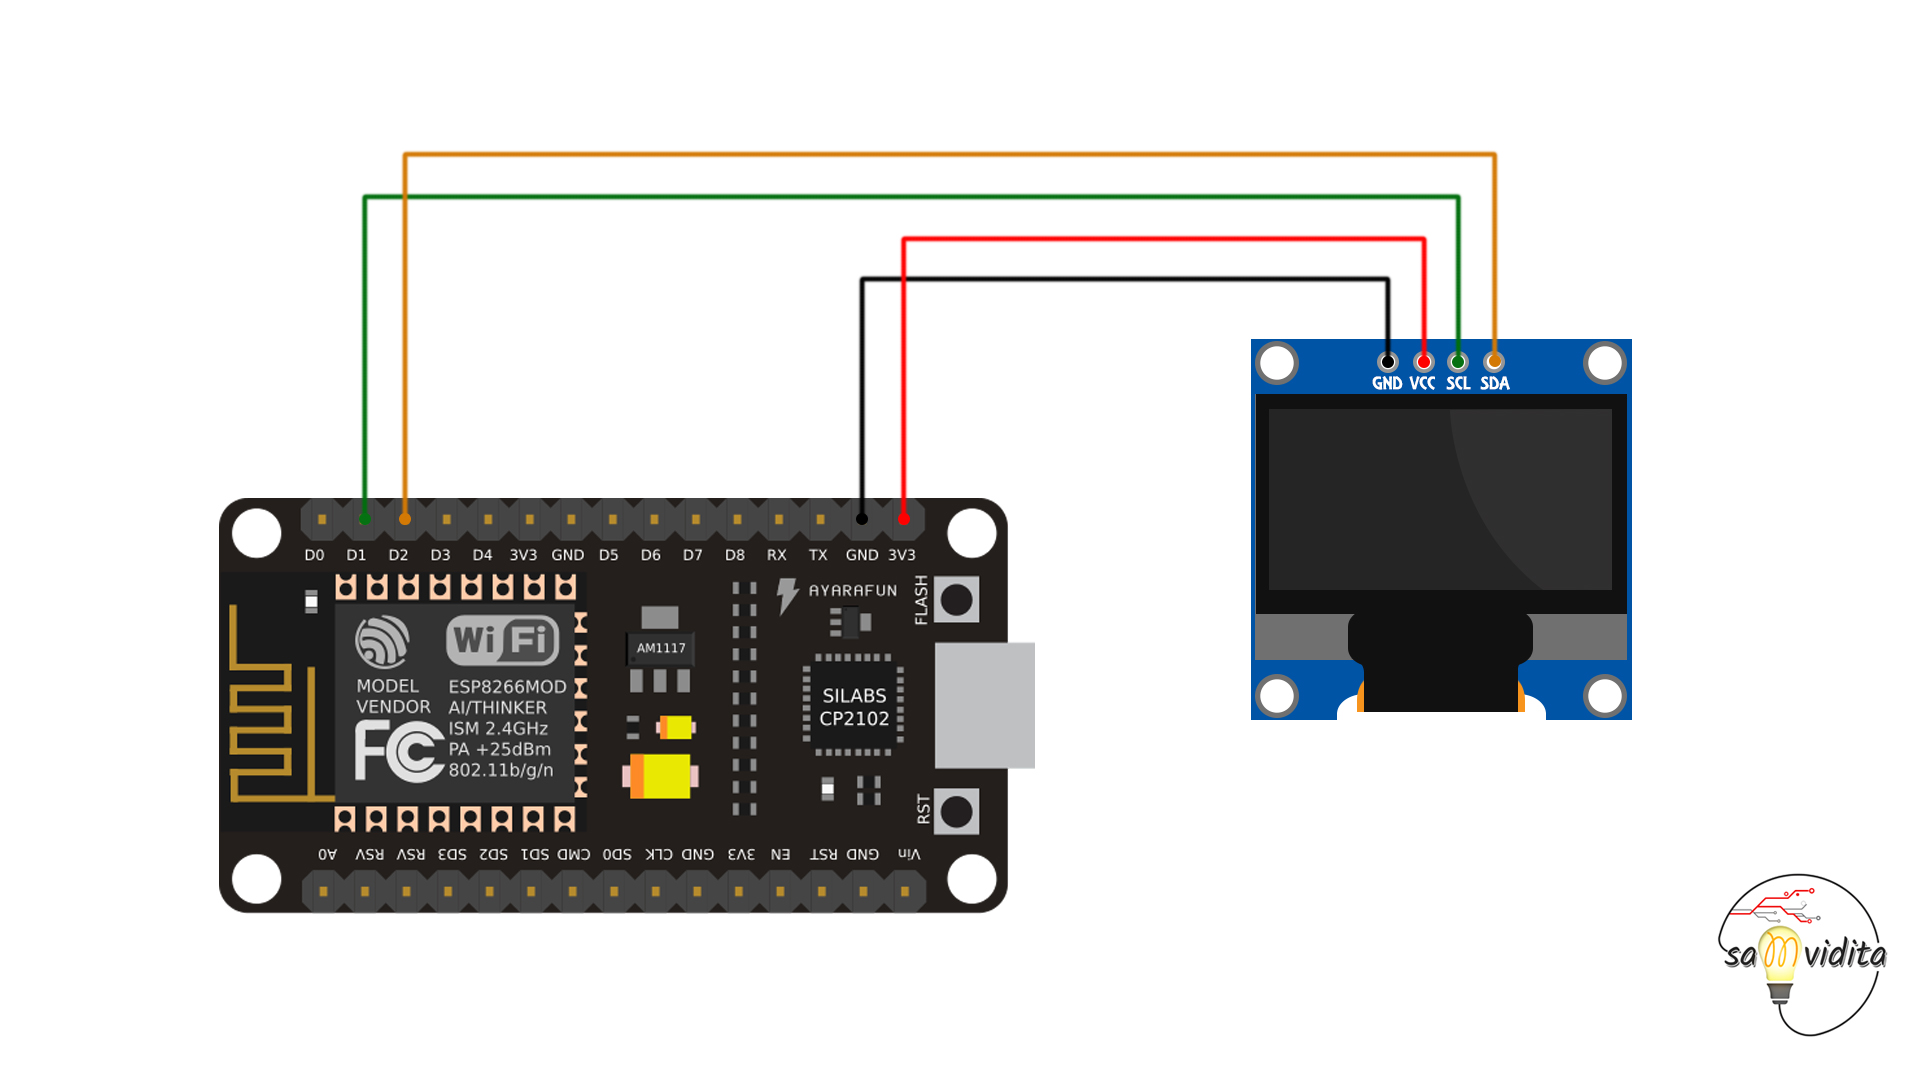 GND VCC SCL SDA
D0 D1 D2 D3 D4 3V3 GND D5 D6 D7 D8 RX TX GND 3V3
AYARAFUN
FLASH
WiFi
AM1117
MODEL ESP8266MOD
VENDOR AI/THINKER
ISM 2.4GHz
PA +25dBm
802.11b/g/n
FC
SILABS
CP2102
RST
A0 RSV RSV SD3 SD2 SD1 CMD SD0 CLK GND 3V3 EN RST GND Vin
samvidita